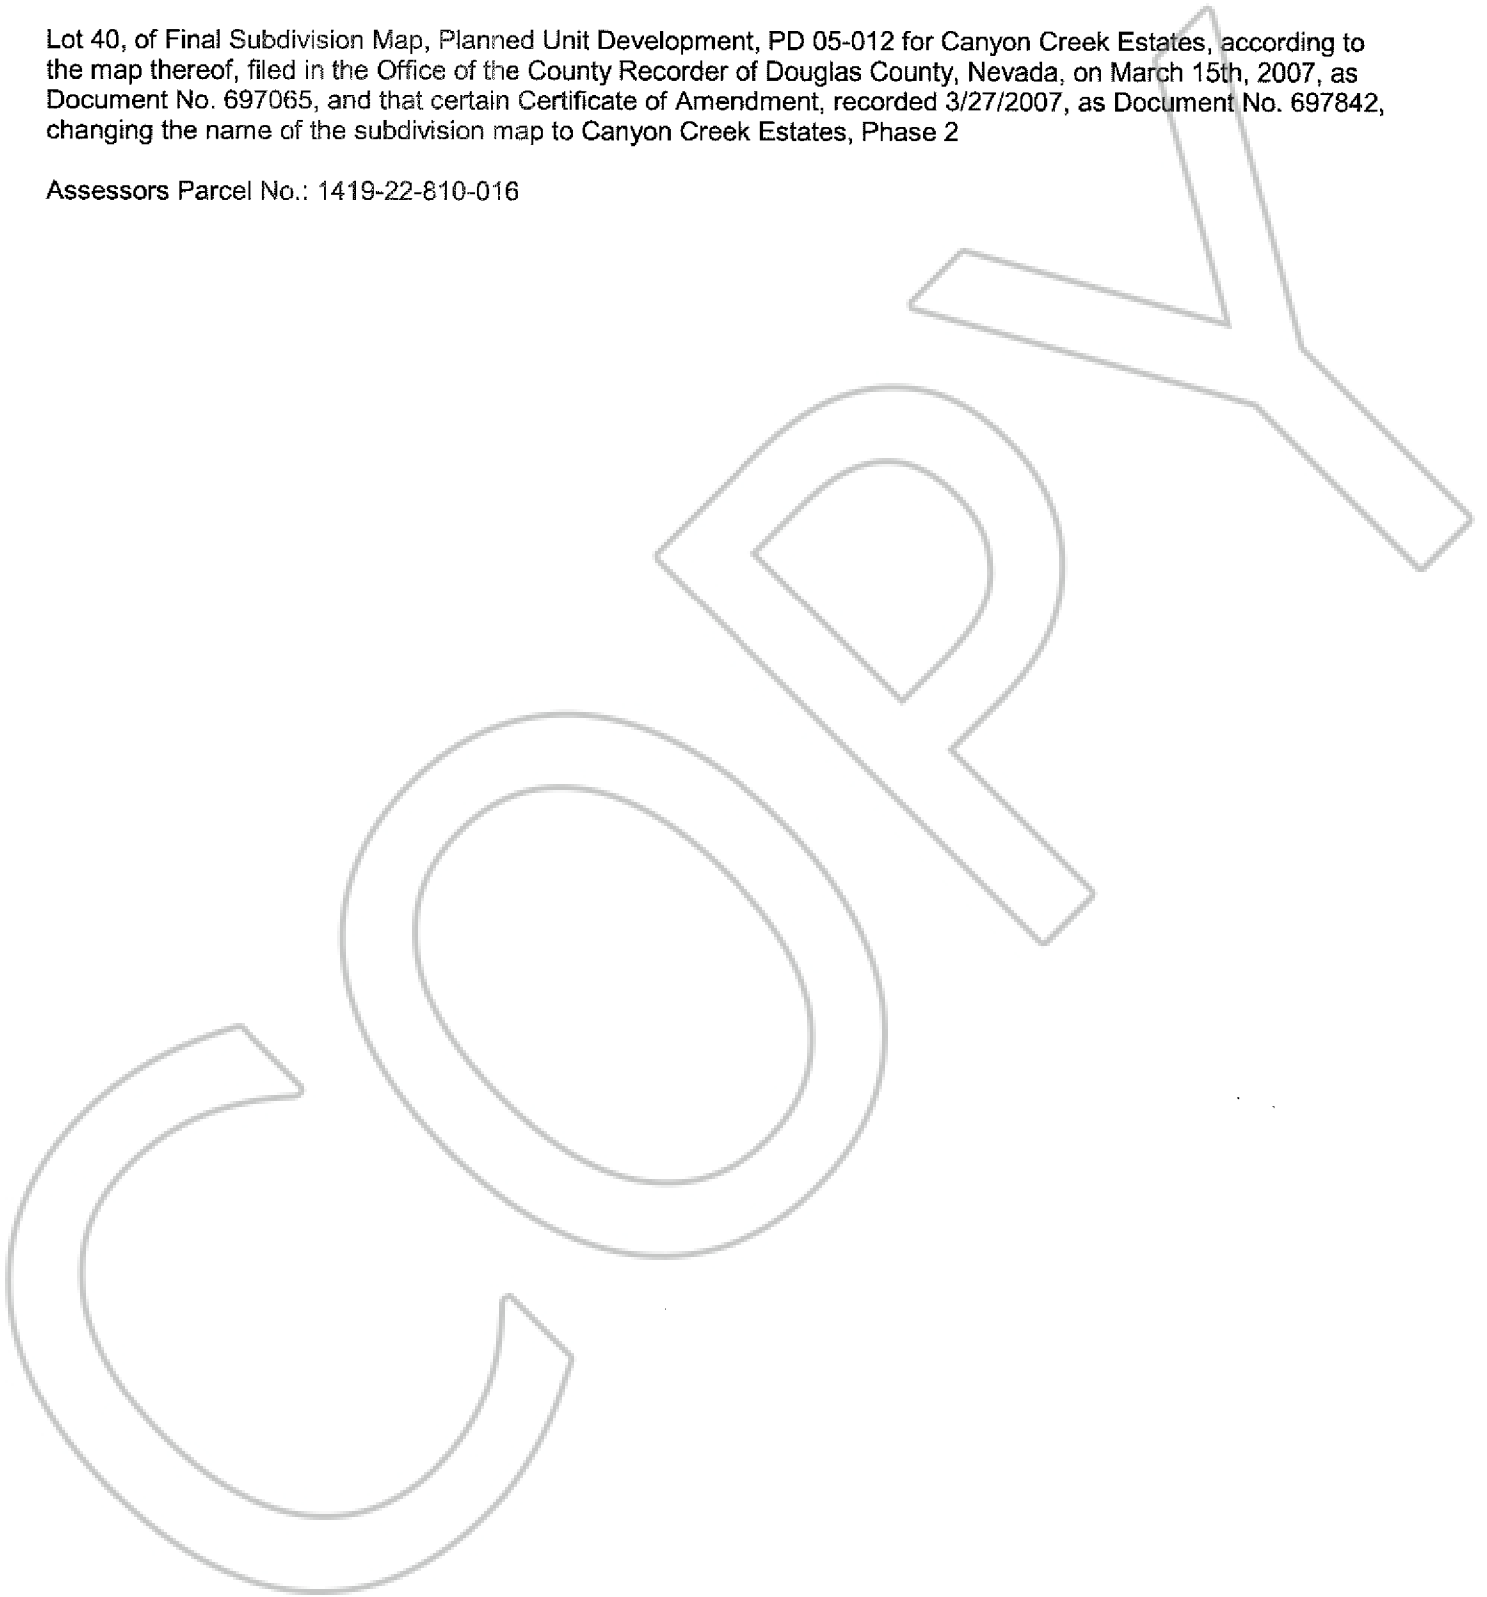 Lot 40, of Final Subdivision Map, Planned Unit Development, PD 05-012 for Canyon Creek Estates, according to
the map thereof, filed in the Office of the County Recorder of Douglas County, Nevada, on March 15th, 2007, as
Document No. 697065, and that certain Certificate of Amendment, recorded 3/27/2007, as Document No. 697842,
changing the name of the subdivision map to Canyon Creek Estates, Phase 2
Assessors Parcel No.: 1419-22-810-016
COPY